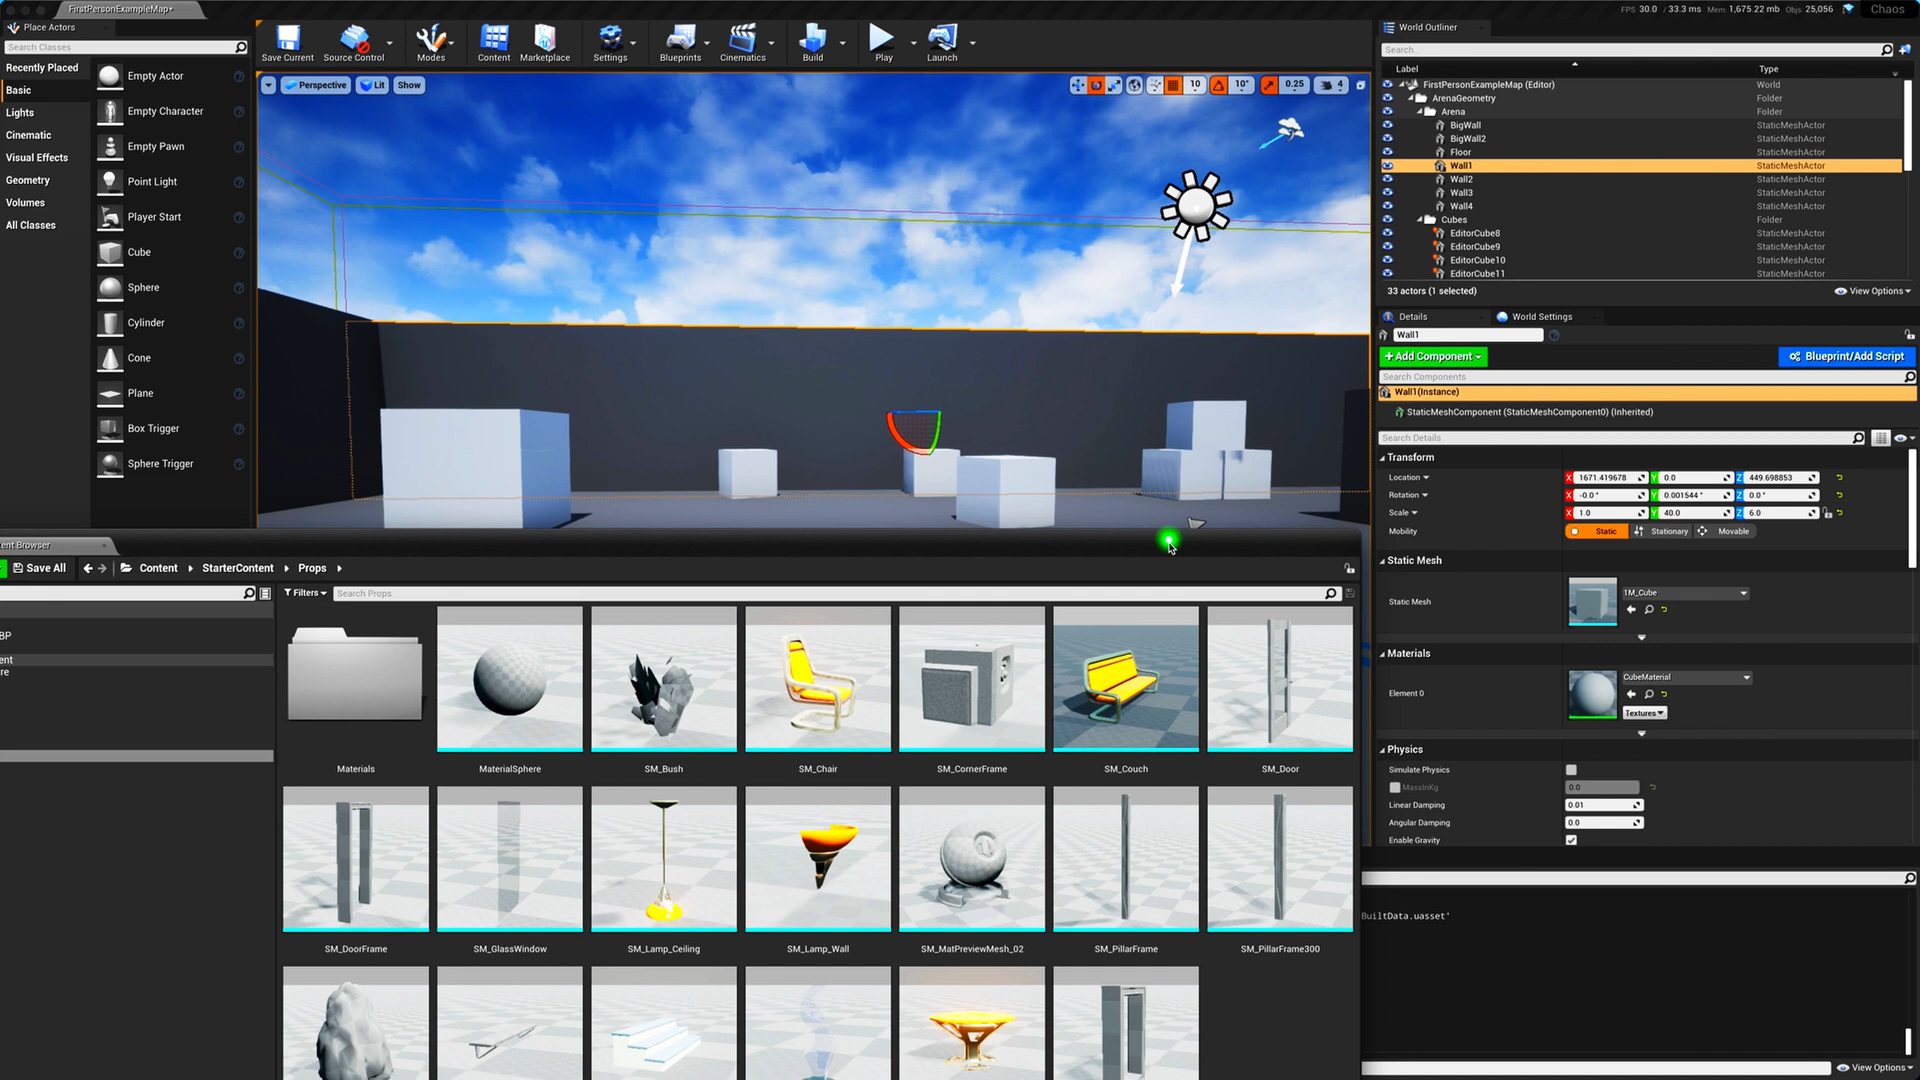 FirstPersonExampleMap•
FPS: 30.0 / 33.3 ms Mem: 1,675.22 mb Objs: 25,056
Chaos
Place Actors
Search Classes
Recently Placed
Basic
Lights
Cinematic
Visual Effects
Geometry
Volumes
All Classes
Empty Actor
Empty Character
Empty Pawn
Point Light
Player Start
Cube
Sphere
Cylinder
Cone
Plane
Box Trigger
Sphere Trigger
Save Current
Source Control
Modes
Content
Marketplace
Settings
Blueprints
Cinematics
Build
Play
Launch
Perspective
Lit
Show
10
10°
0.25
4
World Outliner
Search...
Label Type
FirstPersonExampleMap (Editor) World
ArenaGeometry Folder
Arena Folder
BigWall StaticMeshActor
BigWall2 StaticMeshActor
Floor StaticMeshActor
Wall1 StaticMeshActor
Wall2 StaticMeshActor
Wall3 StaticMeshActor
Wall4 StaticMeshActor
Cubes Folder
EditorCube8 StaticMeshActor
EditorCube9 StaticMeshActor
EditorCube10 StaticMeshActor
EditorCube11 StaticMeshActor
33 actors (1 selected)
View Options
Details
World Settings
Wall1
+Add Component
Blueprint/Add Script
Search Components
Wall1(Instance)
StaticMeshComponent (StaticMeshComponent0) (Inherited)
Search Details
Transform
Location X 1671.419678 Y 0.0 Z 449.698853
Rotation X -0.0 ° Y 0.001544 ° Z 0.0 °
Scale X 1.0 Y 40.0 Z 6.0
Mobility Static Stationary Movable
Static Mesh
Static Mesh 1M_Cube
Materials
Element 0 CubeMaterial
Textures
Physics
Simulate Physics
MassInKg 0.0
Linear Damping 0.01
Angular Damping 0.0
Enable Gravity
BuiltData.uasset'
View Options
ent Browser
Save All
Content
StarterContent
Props
BP
ent
re
Filters
Search Props
Materials
MaterialSphere
SM_Bush
SM_Chair
SM_CornerFrame
SM_Couch
SM_Door
SM_DoorFrame
SM_GlassWindow
SM_Lamp_Ceiling
SM_Lamp_Wall
SM_MatPreviewMesh_02
SM_PillarFrame
SM_PillarFrame300